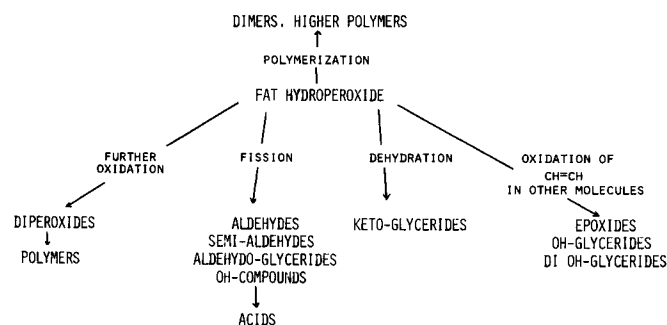 DIMERS, HIGHER POLYMERS
POLYMERIZATION
FAT HYDROPEROXIDE
FURTHER
OXIDATION
FISSION
DEHYDRATION
OXIDATION OF
CH=CH
IN OTHER MOLECULES
DIPEROXIDES
POLYMERS
ALDEHYDES
SEMI-ALDEHYDES
ALDEHYDO-GLYCERIDES
OH-COMPOUNDS
ACIDS
KETO-GLYCERIDES
EPOXIDES
OH-GLYCERIDES
DI OH-GLYCERIDES